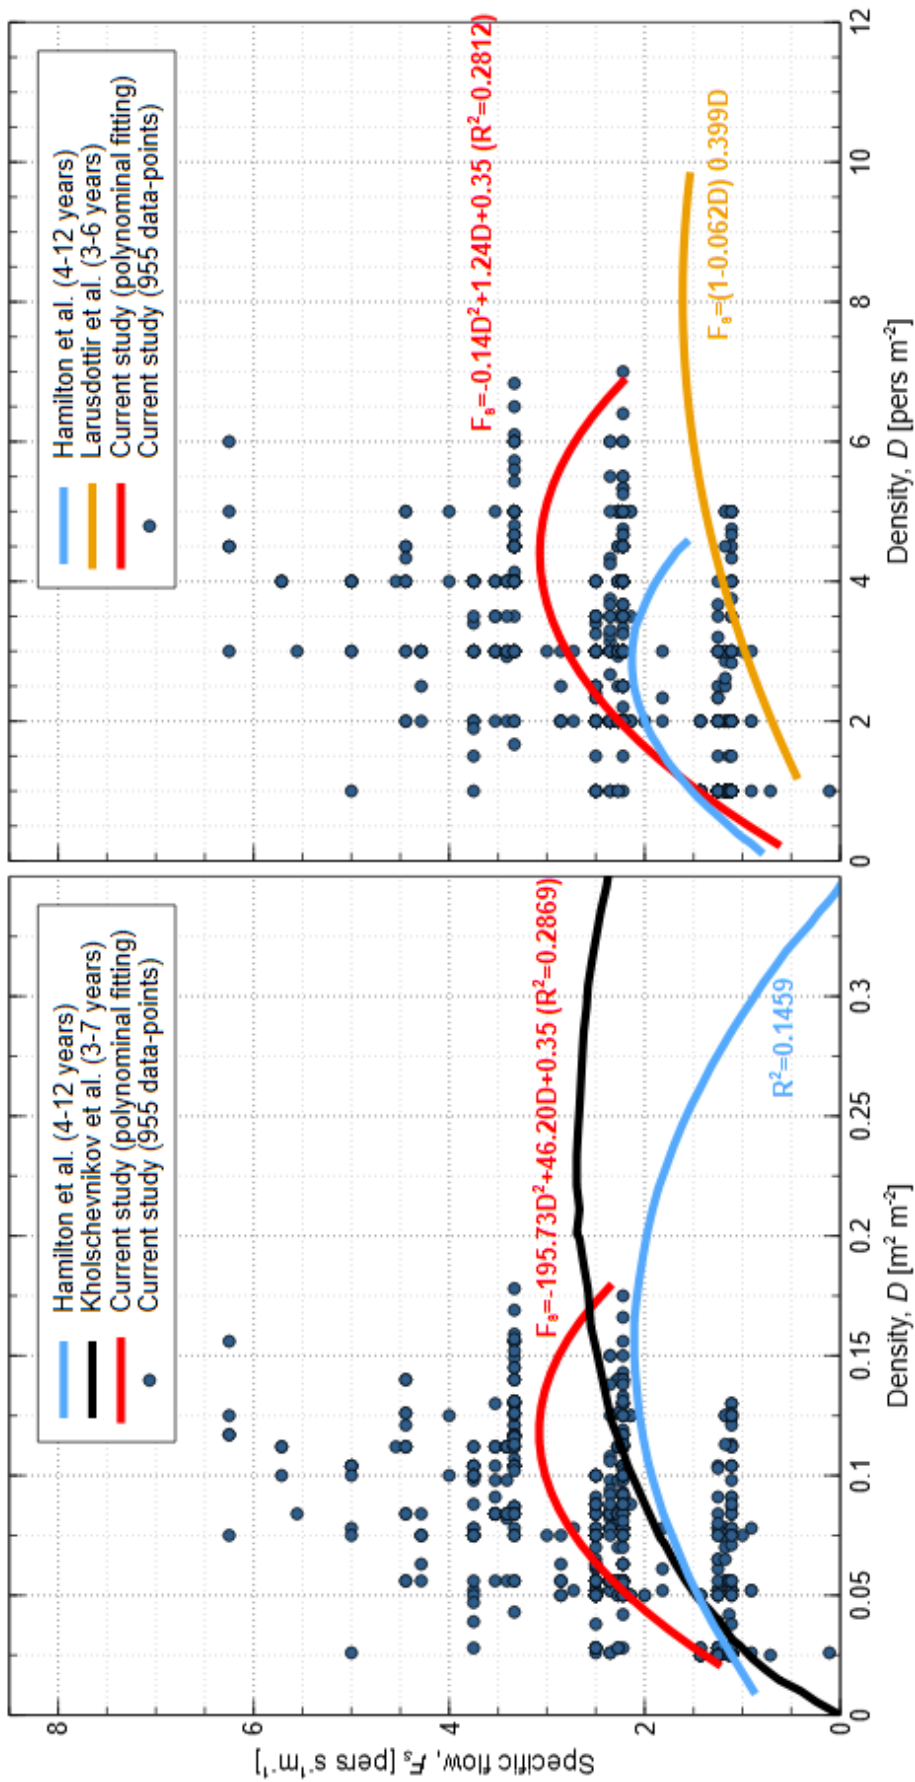 Hamilton et al. (4-12 years)
Kholschevnikov et al. (3-7 years)
Current study (polynominal fitting)
Current study (955 data-points)
F₈=-195.73D²+46.20D+0.35 (R²=0.2869)
R²=0.1459
Specific flow, Fₛ [pers s⁻¹m⁻¹]
8
6
4
2
0
0
0.05
0.1
0.15
0.2
0.25
0.3
Density, D [m² m⁻²]
Hamilton et al. (4-12 years)
Larusdottir et al. (3-6 years)
Current study (polynominal fitting)
Current study (955 data-points)
F₈=-0.14D²+1.24D+0.35 (R²=0.2812)
F₈=(1-0.062D) 0.399D
0
2
4
6
8
10
12
Density, D [pers m⁻²]